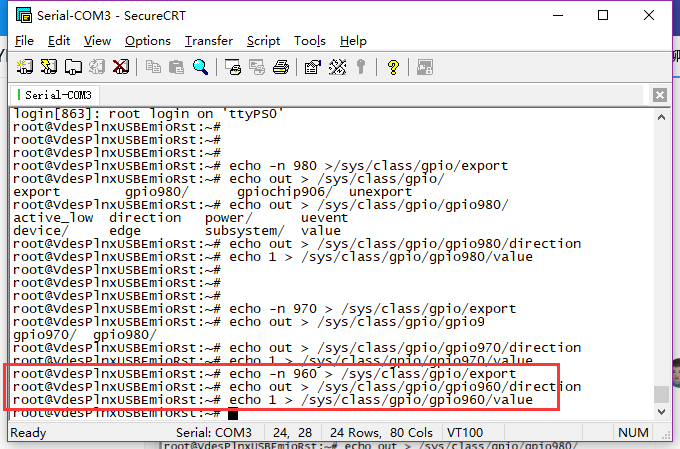 Serial-COM3 - SecureCRT
File Edit View Options Transfer Script Tools Help
Serial-COM3
login[863]: root login on 'ttyPS0'
root@VdesPlnxUSBEmioRst:~#
root@VdesPlnxUSBEmioRst:~#
root@VdesPlnxUSBEmioRst:~#
root@VdesPlnxUSBEmioRst:~# echo -n 980 >/sys/class/gpio/export
root@VdesPlnxUSBEmioRst:~# echo out > /sys/class/gpio/
export gpio980/ gpiochip906/ unexport
root@VdesPlnxUSBEmioRst:~# echo out > /sys/class/gpio/gpio980/
active_low direction power/ uevent
device/ edge subsystem/ value
root@VdesPlnxUSBEmioRst:~# echo out > /sys/class/gpio/gpio980/direction
root@VdesPlnxUSBEmioRst:~# echo 1 > /sys/class/gpio/gpio980/value
root@VdesPlnxUSBEmioRst:~#
root@VdesPlnxUSBEmioRst:~#
root@VdesPlnxUSBEmioRst:~#
root@VdesPlnxUSBEmioRst:~# echo -n 970 > /sys/class/gpio/export
root@VdesPlnxUSBEmioRst:~# echo out > /sys/class/gpio/gpio9
gpio970/ gpio980/
root@VdesPlnxUSBEmioRst:~# echo out > /sys/class/gpio/gpio970/direction
root@VdesPlnxUSBEmioRst:~# echo 1 > /sys/class/gpio/gpio970/value
root@VdesPlnxUSBEmioRst:~# echo -n 960 > /sys/class/gpio/export
root@VdesPlnxUSBEmioRst:~# echo out > /sys/class/gpio/gpio960/direction
root@VdesPlnxUSBEmioRst:~# echo 1 > /sys/class/gpio/gpio960/value
root@VdesPlnxUSBEmioRst:~#
Ready Serial: COM3 24, 28 24 Rows, 80 Cols VT100 NUM
root@VdesPlnxUSBEmioRst:~# echo out > /sys/class/gpio/gpio980/